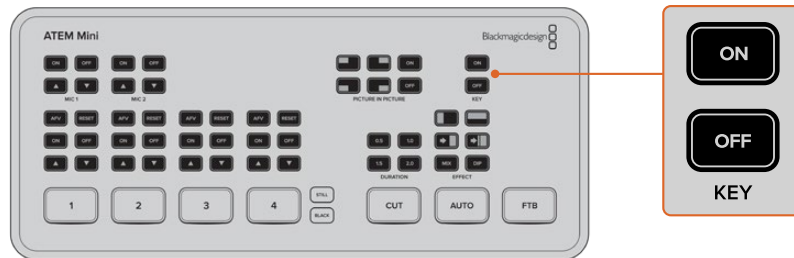 ATEM Mini
Blackmagicdesign
ON OFF ON OFF
MIC 1 MIC 2
ON
OFF
PICTURE IN PICTURE
ON
OFF
KEY
AFV RESET AFV RESET AFV RESET AFV RESET
ON OFF ON OFF ON OFF ON OFF
0.5 1.0
1.5 2.0
DURATION
MIX DIP
EFFECT
1 2 3 4
STILL
BLACK
CUT AUTO FTB
ON
OFF
KEY